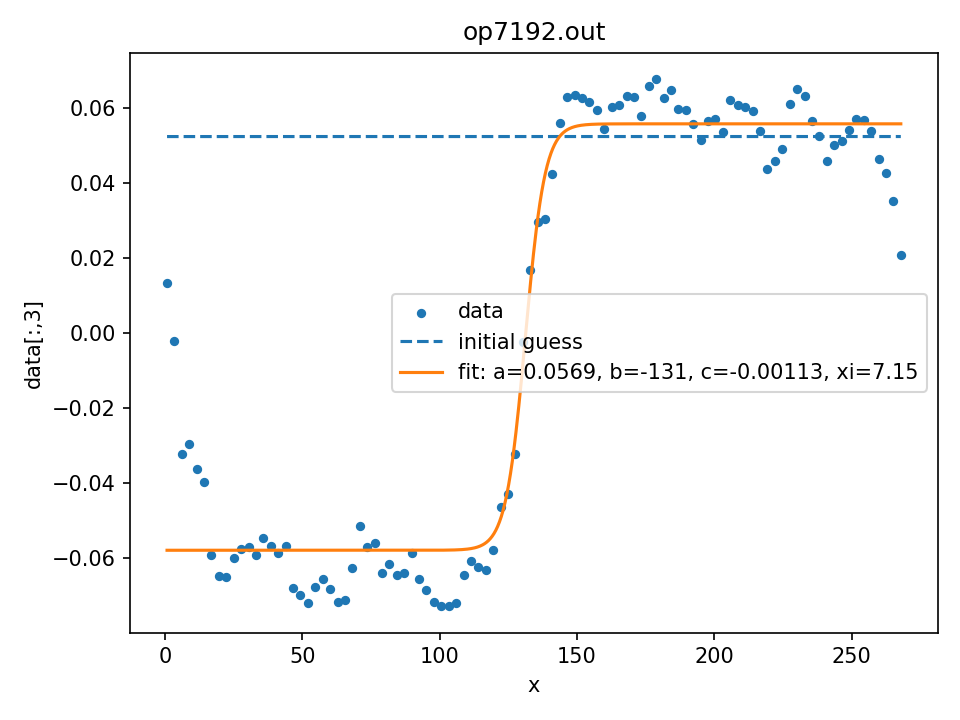 op7192.out
0.06
0.04
0.02
0.00
−0.02
−0.04
−0.06
data[:,3]
data
initial guess
fit: a=0.0569, b=-131, c=-0.00113, xi=7.15
0 50 100 150 200 250
x